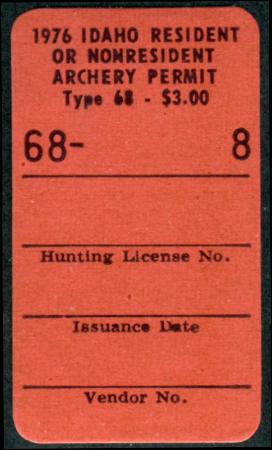 1976 IDAHO RESIDENT
OR NONRESIDENT
ARCHERY PERMIT
Type 68 - $3.00
68- 8
Hunting License No.
Issuance Date
Vendor No.